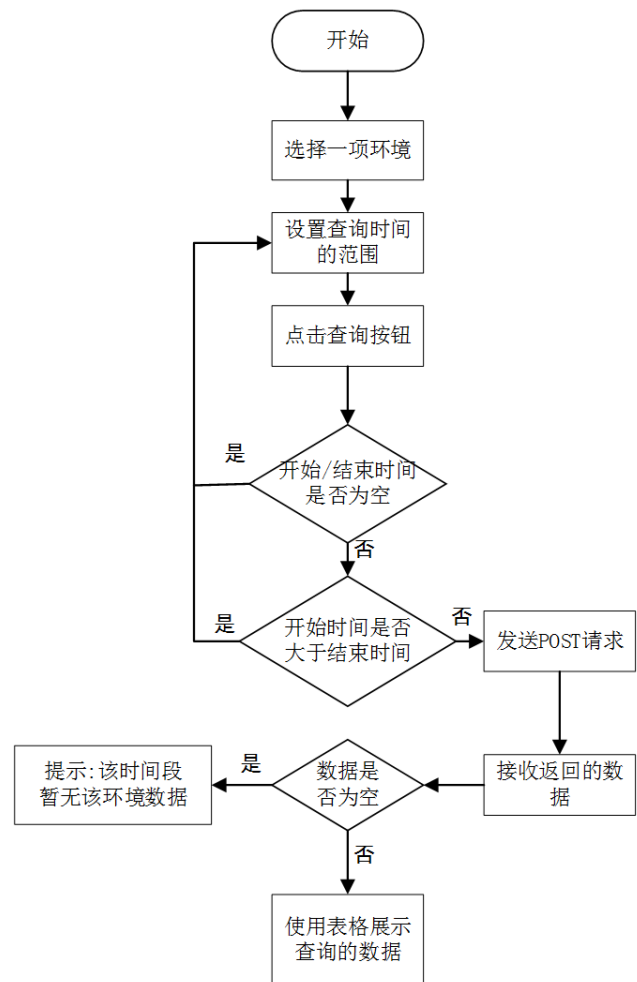 开始
选择一项环境
设置查询时间
的范围
点击查询按钮
是
开始/结束时间
是否为空
否
是
开始时间是否
大于结束时间
否
发送POST请求
提示:该时间段
暂无该环境数据
是
数据是
否为空
接收返回的数
据
否
使用表格展示
查询的数据